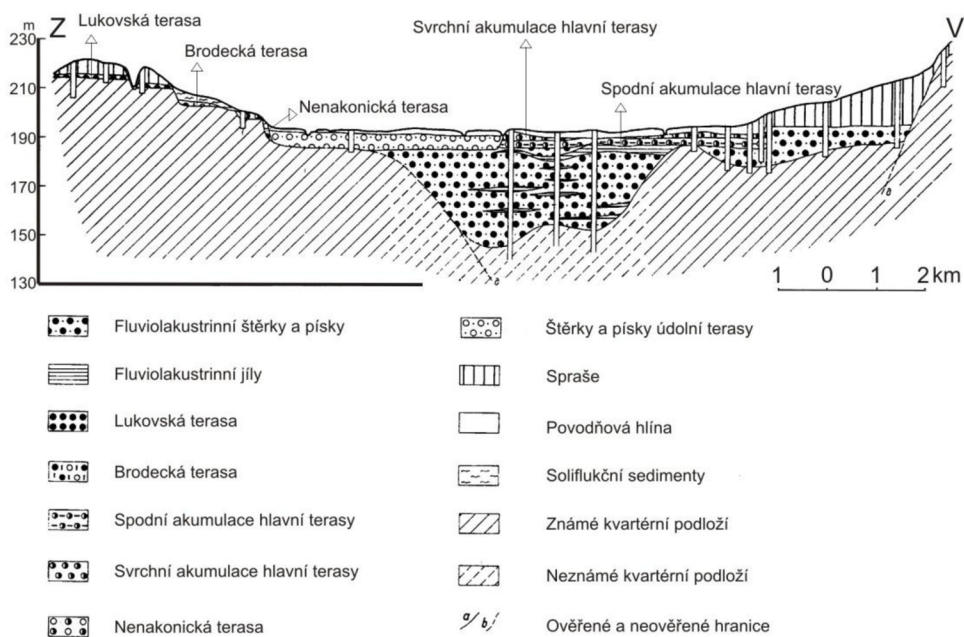 Z
V
m
Lukovská terasa
Svrchní akumulace hlavní terasy
230
Brodecká terasa
Spodní akumulace hlavní terasy
210
Nenakonická terasa
190
170
150
130
1 0 1 2 km
Fluviolakustrinní štěrky a písky
Štěrky a písky údolní terasy
Fluviolakustrinní jíly
Spraše
Lukovská terasa
Povodňová hlína
Brodecká terasa
Soliflukční sedimenty
Spodní akumulace hlavní terasy
Známé kvartérní podloží
Svrchní akumulace hlavní terasy
Neznámé kvartérní podloží
Nenakonická terasa
a/b/ Ověřené a neověřené hranice